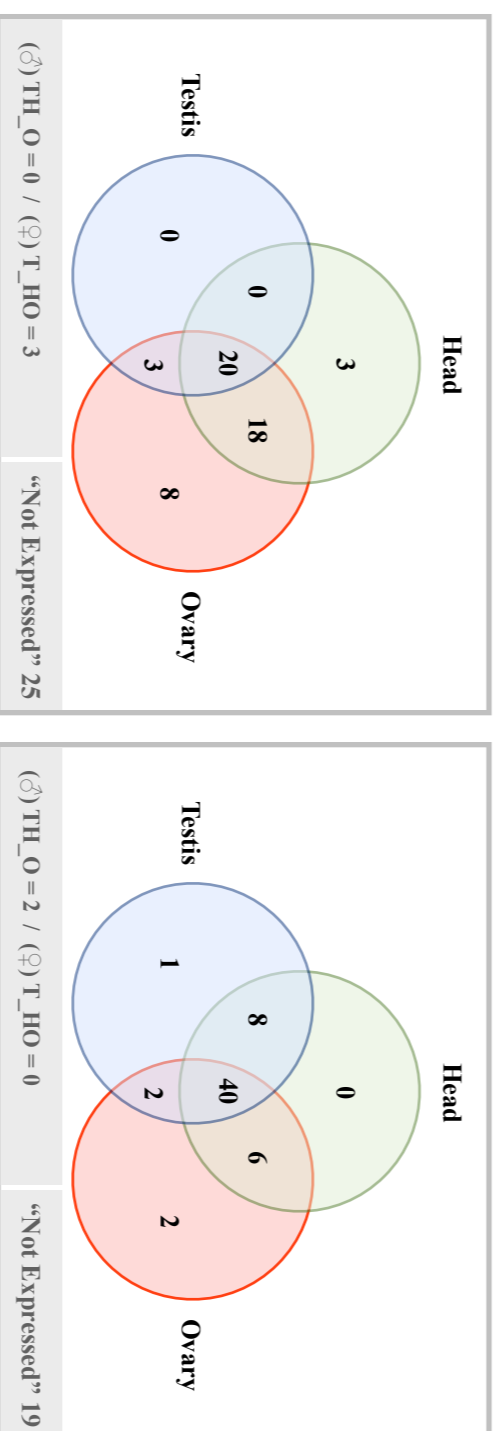 Head
Testis
Ovary
3
0
18
20
0
3
8
(♂) TH_O = 0 / (♀) T_HO = 3
“Not Expressed” 25
Head
Testis
Ovary
0
8
6
40
1
2
2
(♂) TH_O = 2 / (♀) T_HO = 0
“Not Expressed” 19